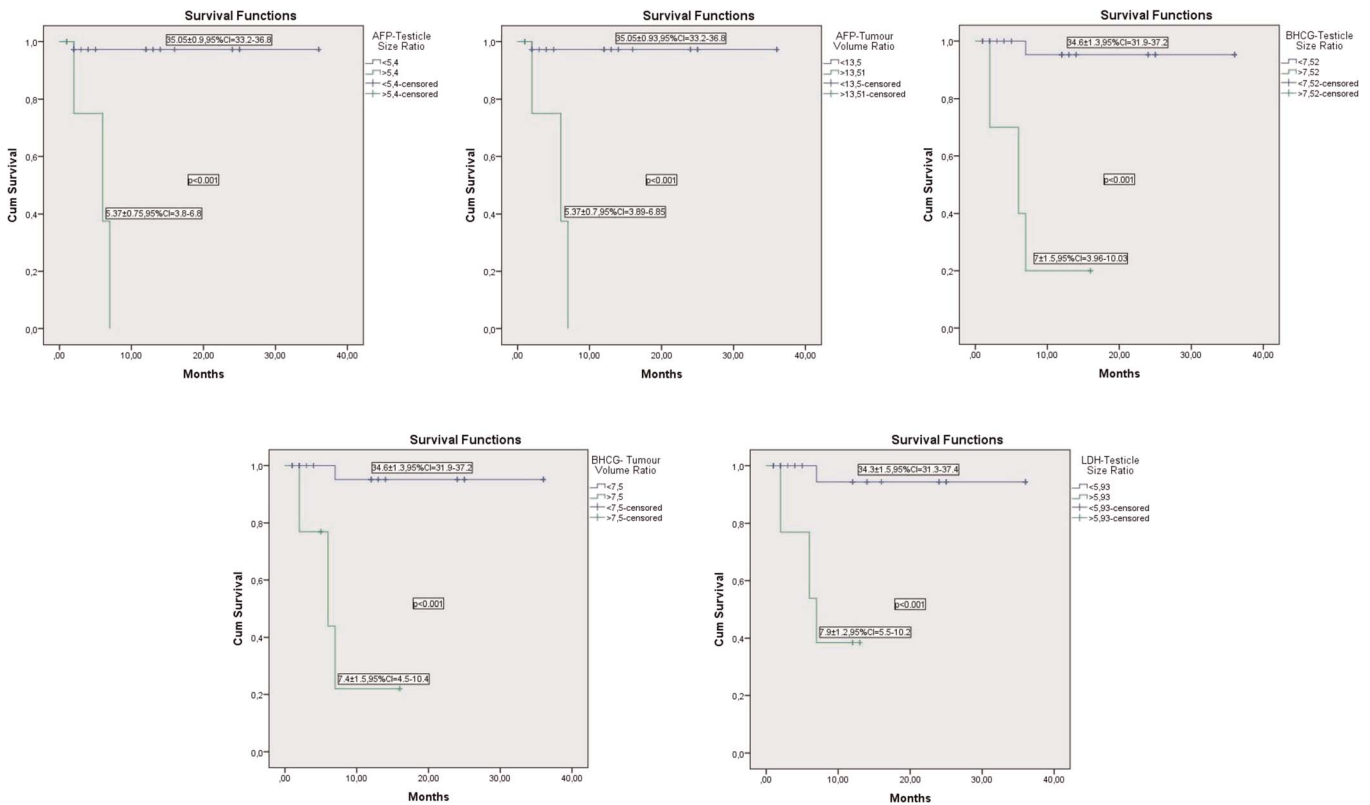 Survival Functions
AFP-Testicle
Size Ratio
<5,4
>5,4
<5,4-censored
>5,4-censored
35.05±0.9,95%CI=33.2-36.8
p<0.001
5.37±0.75,95%CI=3.8-6.8
Cum Survival
1,0
0,8
0,6
0,4
0,2
0,0
,00
10,00
20,00
30,00
40,00
Months
Survival Functions
AFP-Tumour
Volume Ratio
<13,5
>13,51
<13,5-censored
>13,51-censored
35.05±0.93,95%CI=33.2-36.8
p<0.001
5.37±0.7,95%CI=3.89-6.85
Cum Survival
1,0
0,8
0,6
0,4
0,2
0,0
,00
10,00
20,00
30,00
40,00
Months
Survival Functions
BHCG-Testicle
Size Ratio
<7,52
>7,52
<7,52-censored
>7,52-censored
34.6±1.3,95%CI=31.9-37.2
p<0.001
7±1.5,95%CI=3.96-10.03
Cum Survival
1,0
0,8
0,6
0,4
0,2
0,0
,00
10,00
20,00
30,00
40,00
Months
Survival Functions
BHCG- Tumour
Volume Ratio
<7,5
>7,5
<7,5-censored
>7,5-censored
34.6±1.3,95%CI=31.9-37.2
p<0.001
7.4±1.5,95%CI=4.5-10.4
Cum Survival
1,0
0,8
0,6
0,4
0,2
0,0
,00
10,00
20,00
30,00
40,00
Months
Survival Functions
LDH-Testicle
Size Ratio
<5,93
>5,93
<5,93-censored
>5,93-censored
34.3±1.5,95%CI=31.3-37.4
p<0.001
7.9±1.2,95%CI=5.5-10.2
Cum Survival
1,0
0,8
0,6
0,4
0,2
0,0
,00
10,00
20,00
30,00
40,00
Months